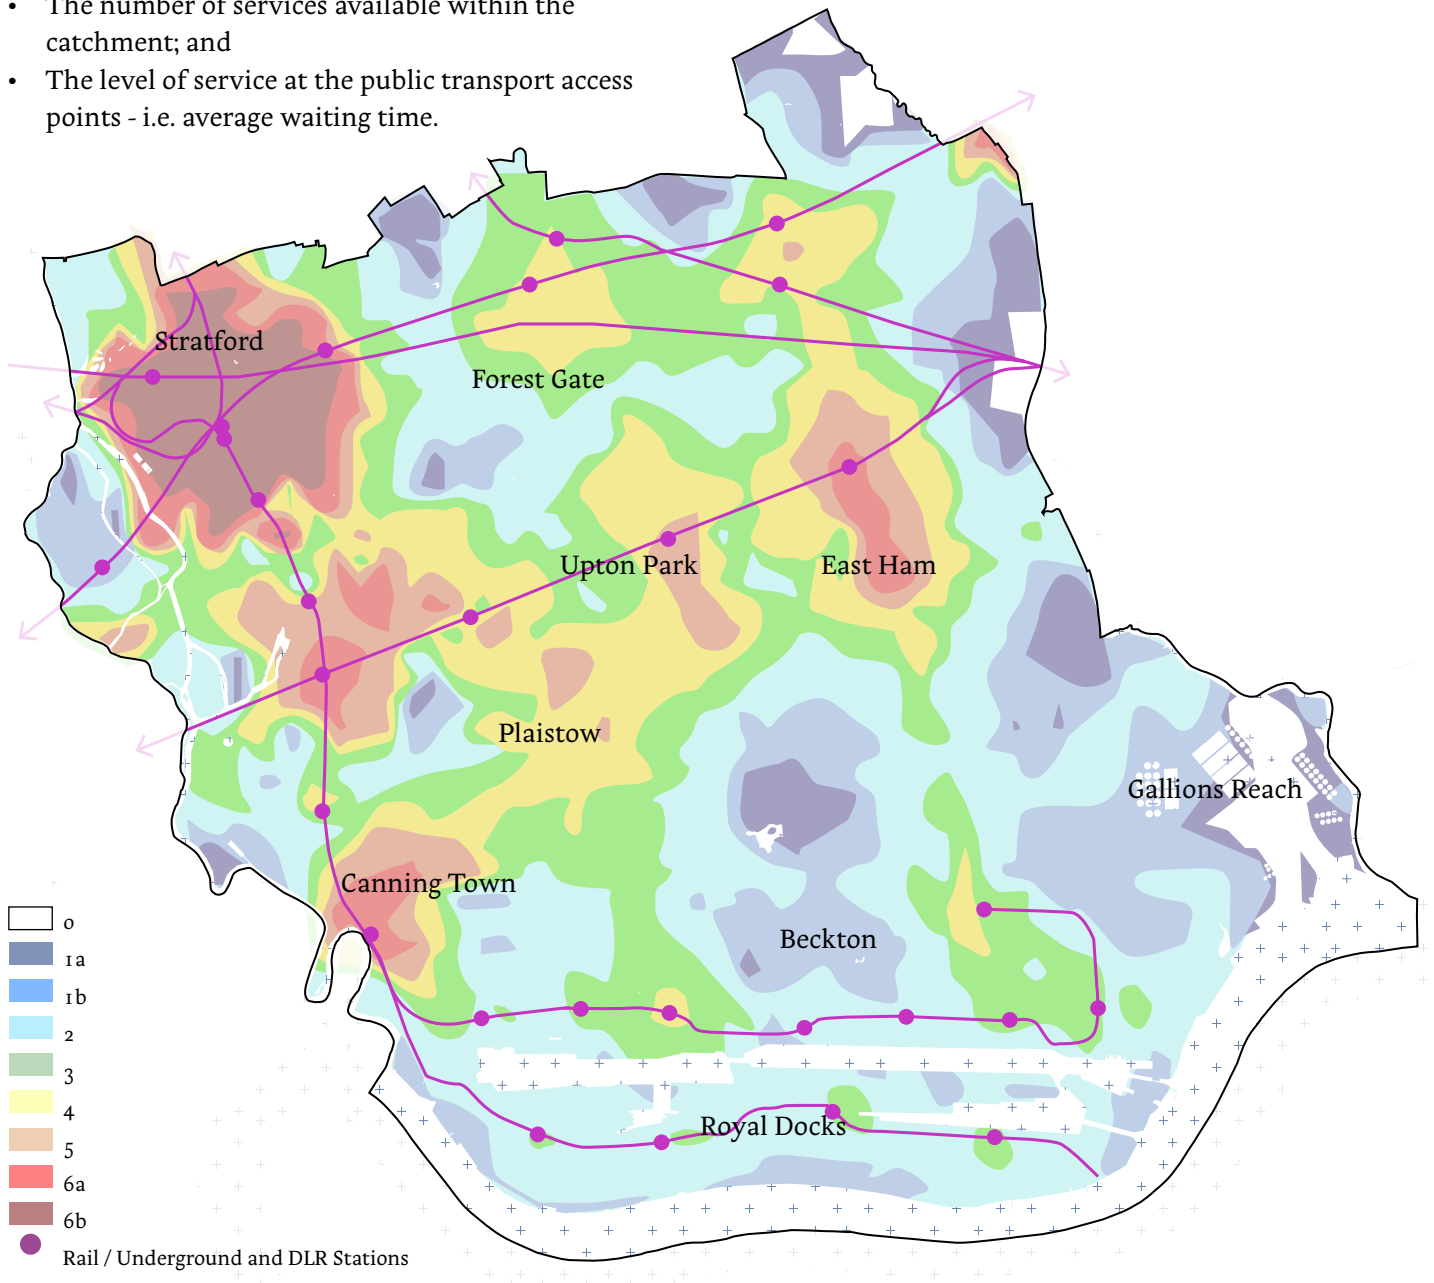 • The number of services available within the
catchment; and
• The level of service at the public transport access
points - i.e. average waiting time.
Stratford
Forest Gate
Upton Park
East Ham
Plaistow
Gallions Reach
Canning Town
Beckton
Royal Docks
0
1a
1b
2
3
4
5
6a
6b
Rail / Underground and DLR Stations